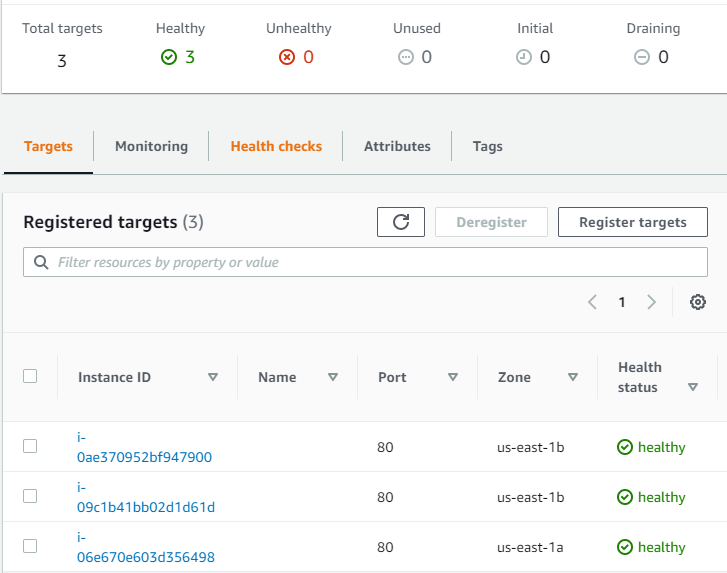 Total targets Healthy Unhealthy Unused Initial Draining
3 3 0 0 0 0
Targets Monitoring Health checks Attributes Tags
Registered targets (3) Deregister Register targets
Filter resources by property or value
1
Instance ID Name Port Zone Health status
i-0ae370952bf947900 80 us-east-1b healthy
i-09c1b41bb02d1d61d 80 us-east-1b healthy
i-06e670e603d356498 80 us-east-1a healthy